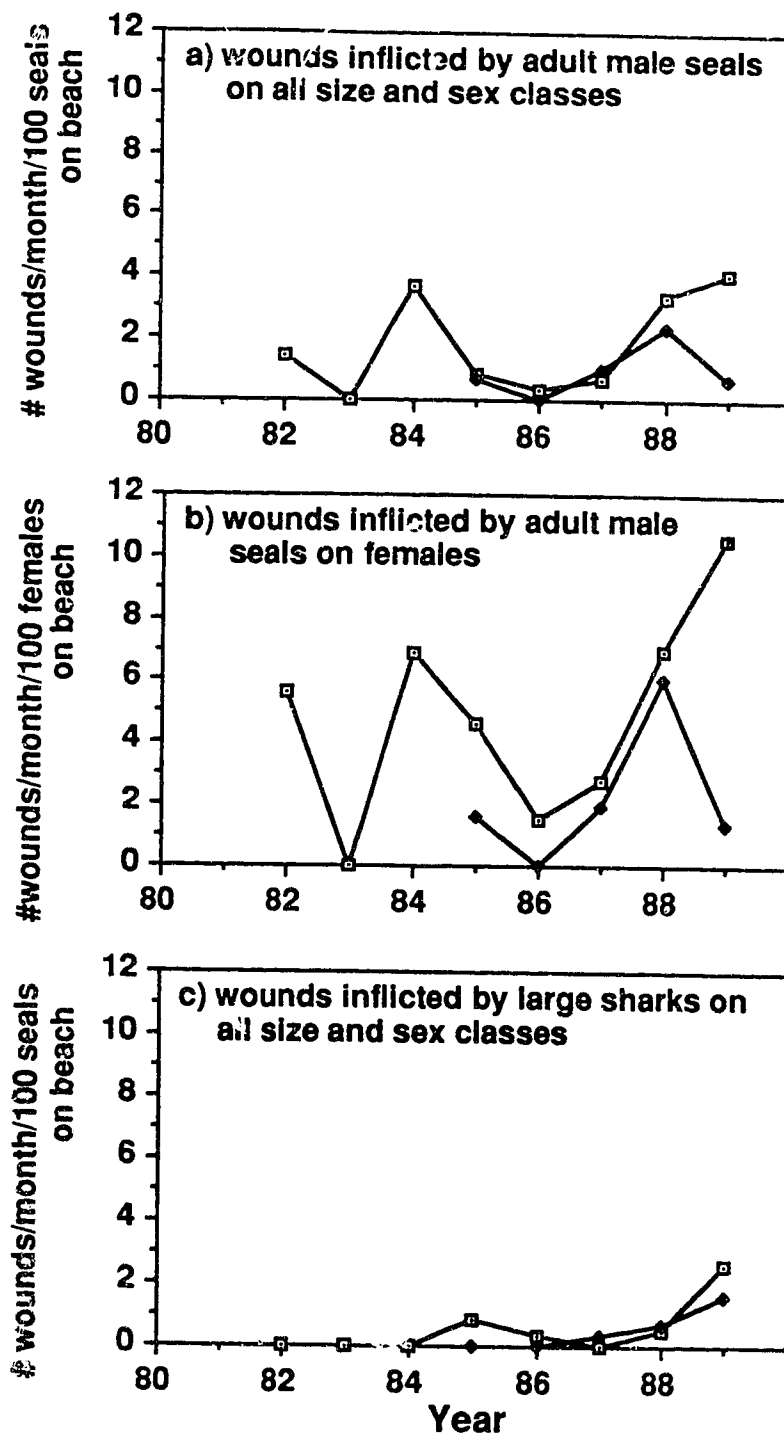 # wounds/month/100 seals
on beach
a) wounds inflicted by adult male seals
on all size and sex classes
12
10
8
6
4
2
0
80
82
84
86
88
#wounds/month/100 females
on beach
b) wounds inflicted by adult male
seals on females
12
10
8
6
4
2
0
80
82
84
86
88
# wounds/month/100 seals
on beach
c) wounds inflicted by large sharks on
all size and sex classes
12
10
8
6
4
2
0
80
82
84
86
88
Year